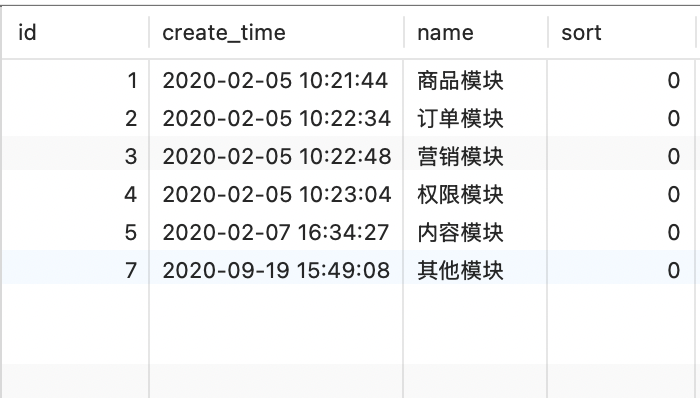 id create_time name sort
1 2020-02-05 10:21:44 商品模块 0
2 2020-02-05 10:22:34 订单模块 0
3 2020-02-05 10:22:48 营销模块 0
4 2020-02-05 10:23:04 权限模块 0
5 2020-02-07 16:34:27 内容模块 0
7 2020-09-19 15:49:08 其他模块 0